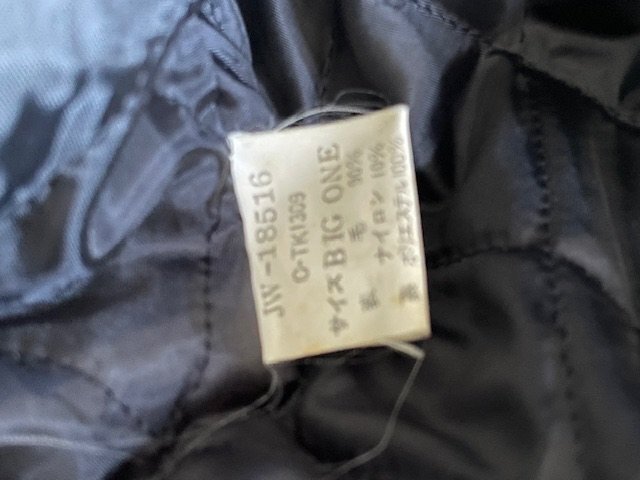 JW-18516
O-TK1309
サイズ BIG ONE
毛 90%
ナイロン 10%
ポリエステル 100%